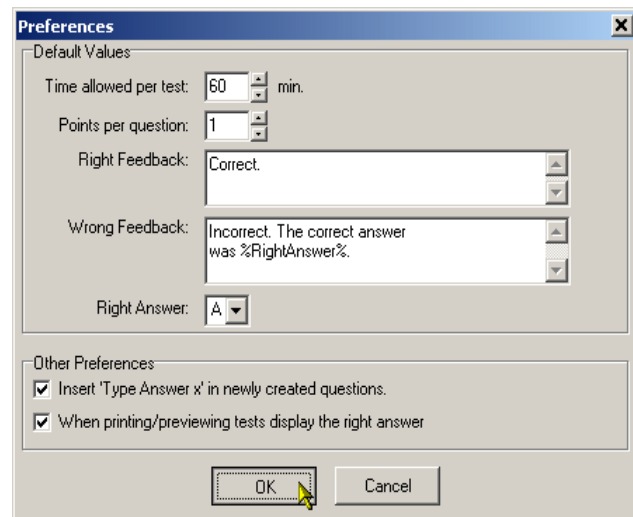 Preferences
Default Values
Time allowed per test: 60 min.
Points per question: 1
Right Feedback: Correct.
Wrong Feedback: Incorrect. The correct answer
was %RightAnswer%.
Right Answer: A
Other Preferences
Insert 'Type Answer x' in newly created questions.
When printing/previewing tests display the right answer
OK Cancel